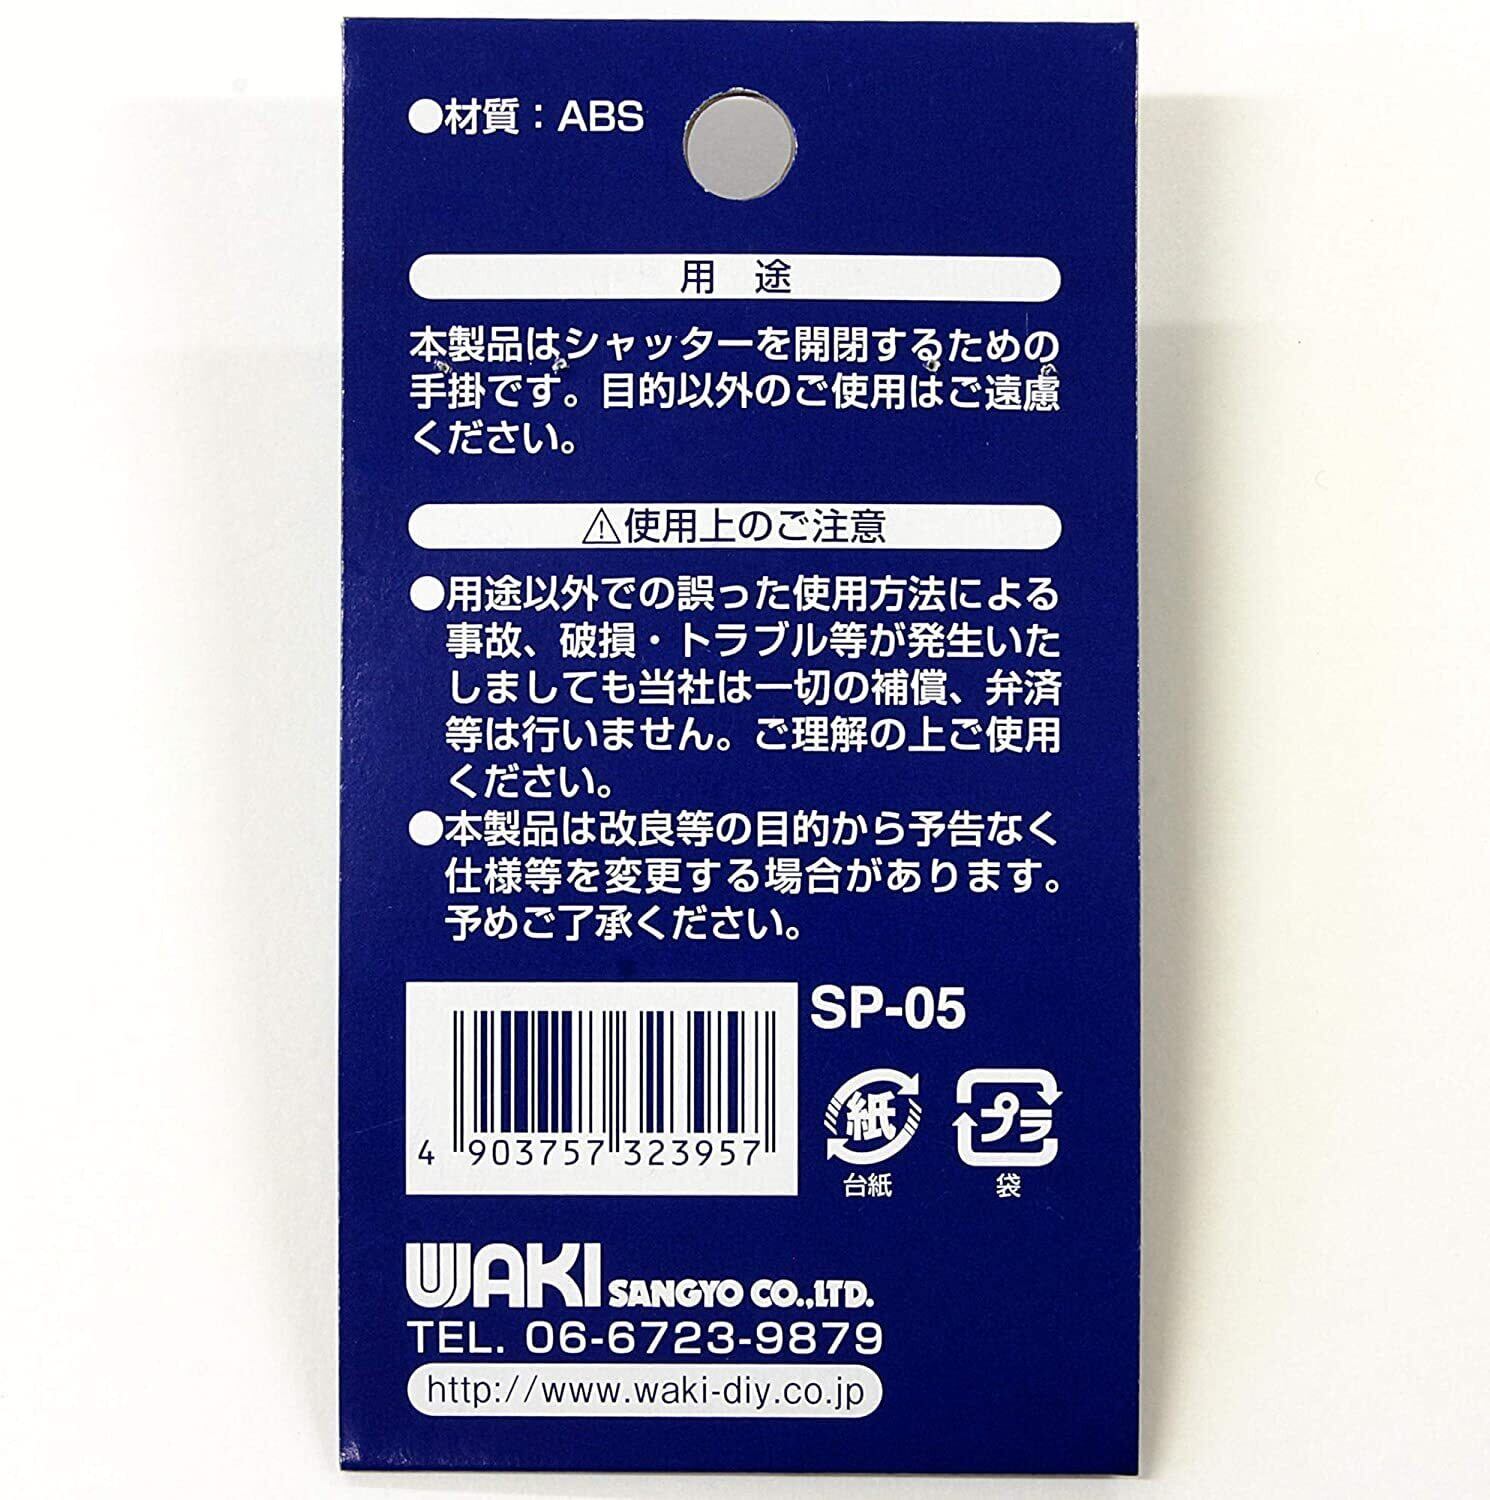 ●材質：ABS
用 途
本製品はシャッターを開閉するための
手掛です。目的以外のご使用はご遠慮
ください。
⚠使用上のご注意
●用途以外での誤った使用方法による
事故、破損・トラブル等が発生いた
しましても当社は一切の補償、弁済
等は行いません。ご理解の上ご使用
ください。
●本製品は改良等の目的から予告なく
仕様等を変更する場合があります。
予めご了承ください。
SP-05
紙 プラ
4 903757 323957
台紙 袋
WAKI SANGYO CO.,LTD.
TEL. 06-6723-9879
http://www.waki-diy.co.jp